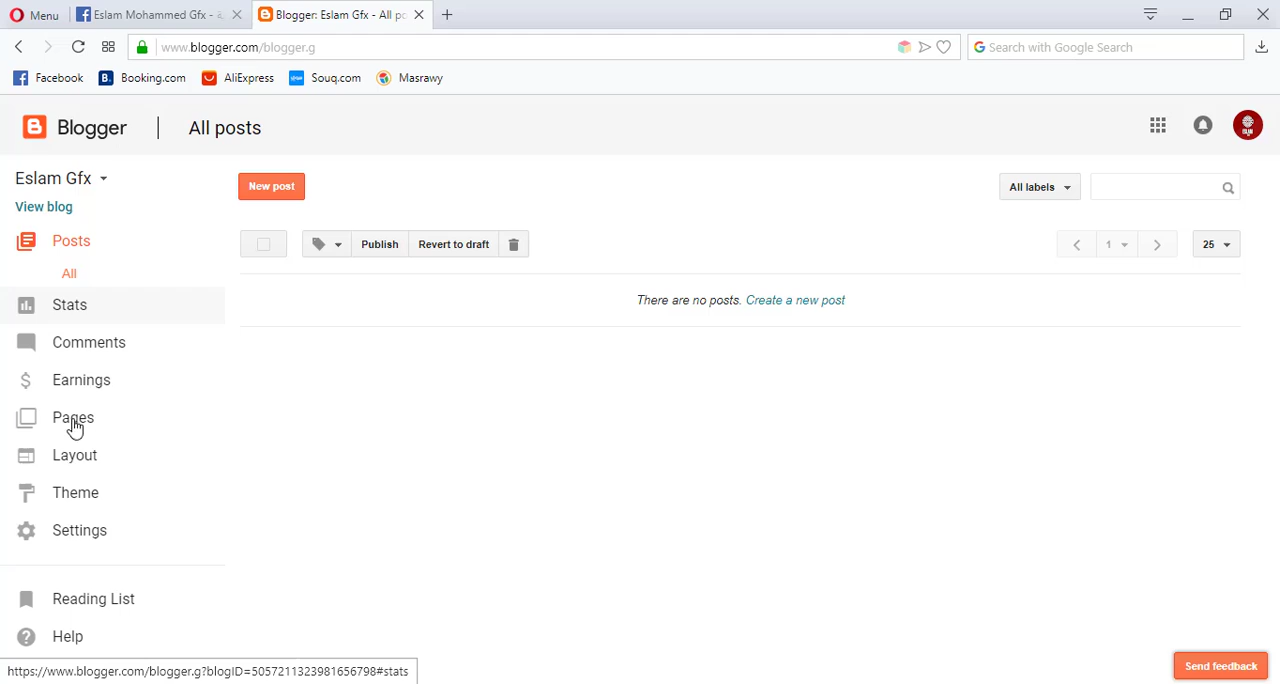 Menu
Eslam Mohammed Gfx -
Blogger: Eslam Gfx - All
www.blogger.com/blogger.g
Search with Google Search
Facebook
Booking.com
AliExpress
Souq.com
Masrawy
Blogger
All posts
Eslam Gfx
View blog
New post
All labels
Posts
All
Publish
Revert to draft
1
25
There are no posts. Create a new post
Stats
Comments
Earnings
Pages
Layout
Theme
Settings
Reading List
Help
https://www.blogger.com/blogger.g?blogID=5057211323981656798#stats
Send feedback